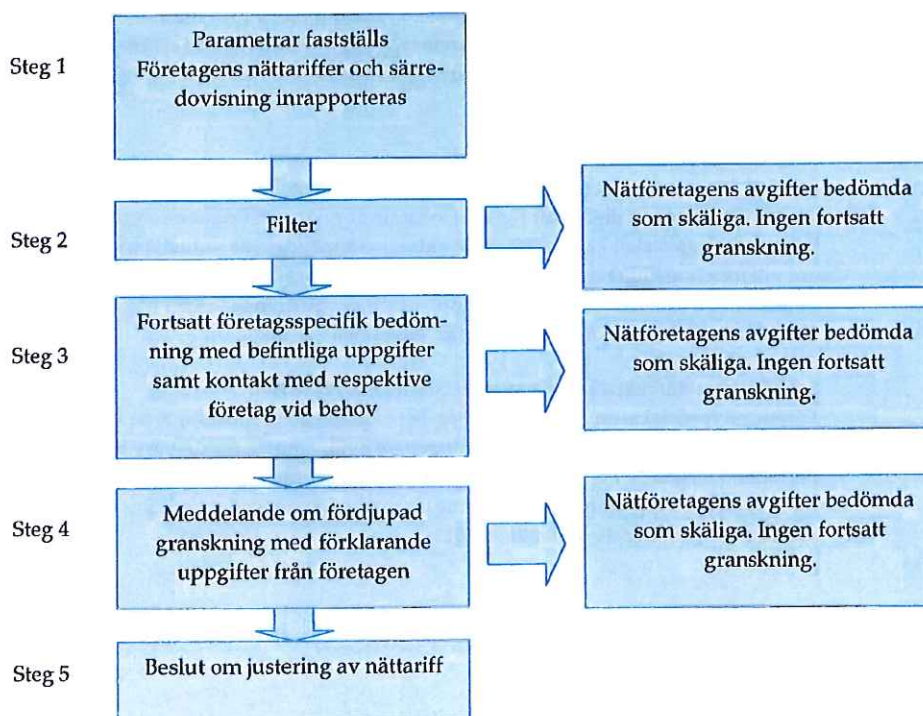 Steg 1
Parametrar fastställs
Företagens nättariffer och särre-
dovisning inrapporteras
Steg 2
Filter
Nätföretagens avgifter bedömda
som skäliga. Ingen fortsatt
granskning.
Steg 3
Fortsatt företagsspecifik bedöm-
ning med befintliga uppgifter
samt kontakt med respektive
företag vid behov
Nätföretagens avgifter bedömda
som skäliga. Ingen fortsatt
granskning.
Steg 4
Meddelande om fördjupad
granskning med förklarande
uppgifter från företagen
Nätföretagens avgifter bedömda
som skäliga. Ingen fortsatt
granskning.
Steg 5
Beslut om justering av nättariff